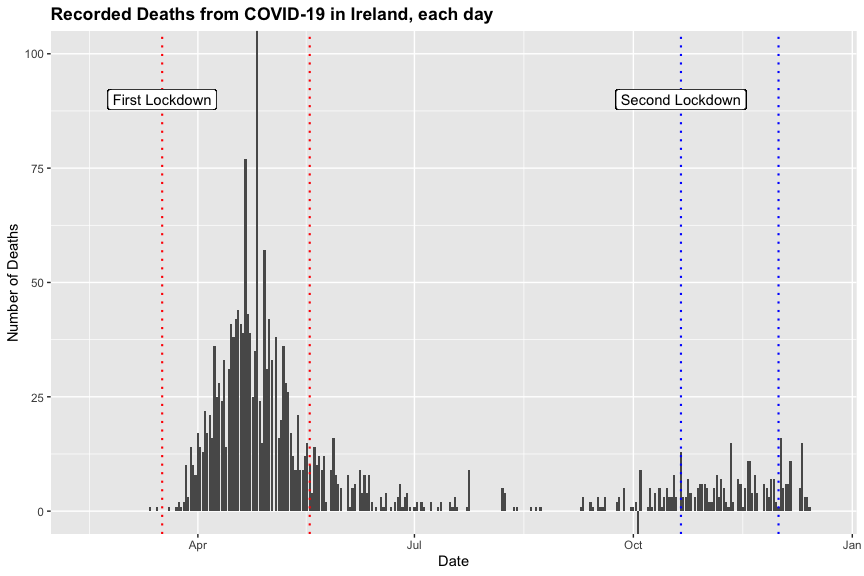 Recorded Deaths from COVID-19 in Ireland, each day
100
First Lockdown
Second Lockdown
75
50
25
0
Number of Deaths
Apr
Jul
Oct
Jan
Date